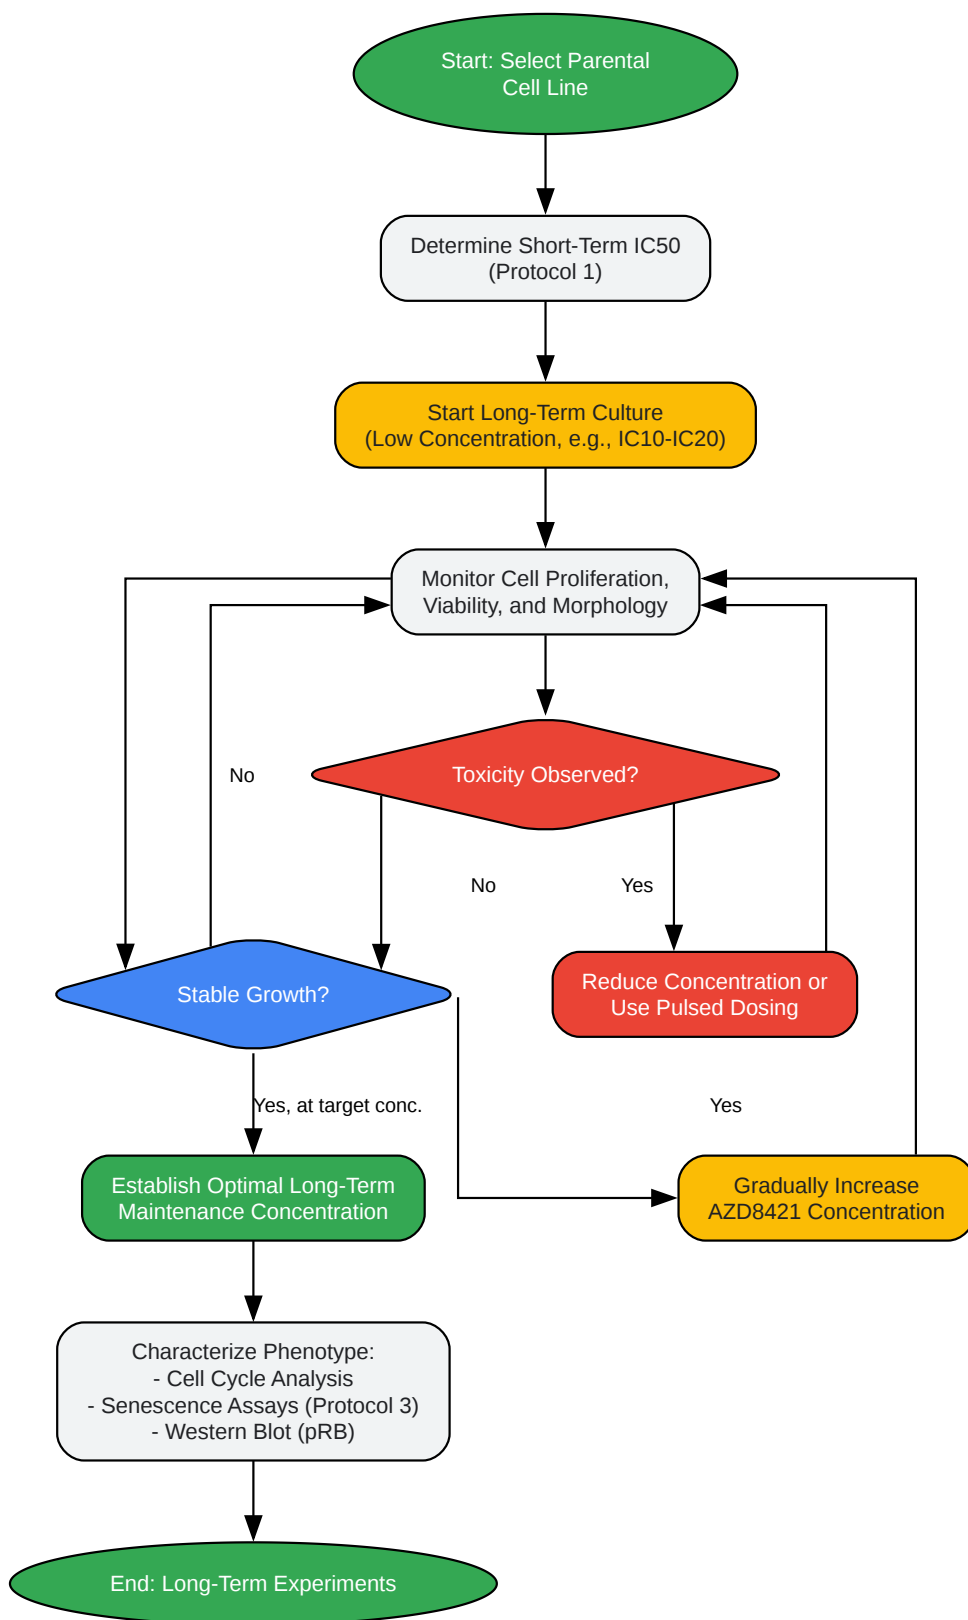 Start: Select Parental
Cell Line
Determine Short-Term IC50
(Protocol 1)
Start Long-Term Culture
(Low Concentration, e.g., IC10-IC20)
Monitor Cell Proliferation,
Viability, and Morphology
Toxicity Observed?
No
No
Yes
Stable Growth?
Reduce Concentration or
Use Pulsed Dosing
Yes, at target conc.
Yes
Establish Optimal Long-Term
Maintenance Concentration
Gradually Increase
AZD8421 Concentration
Characterize Phenotype:
- Cell Cycle Analysis
- Senescence Assays (Protocol 3)
- Western Blot (pRB)
End: Long-Term Experiments